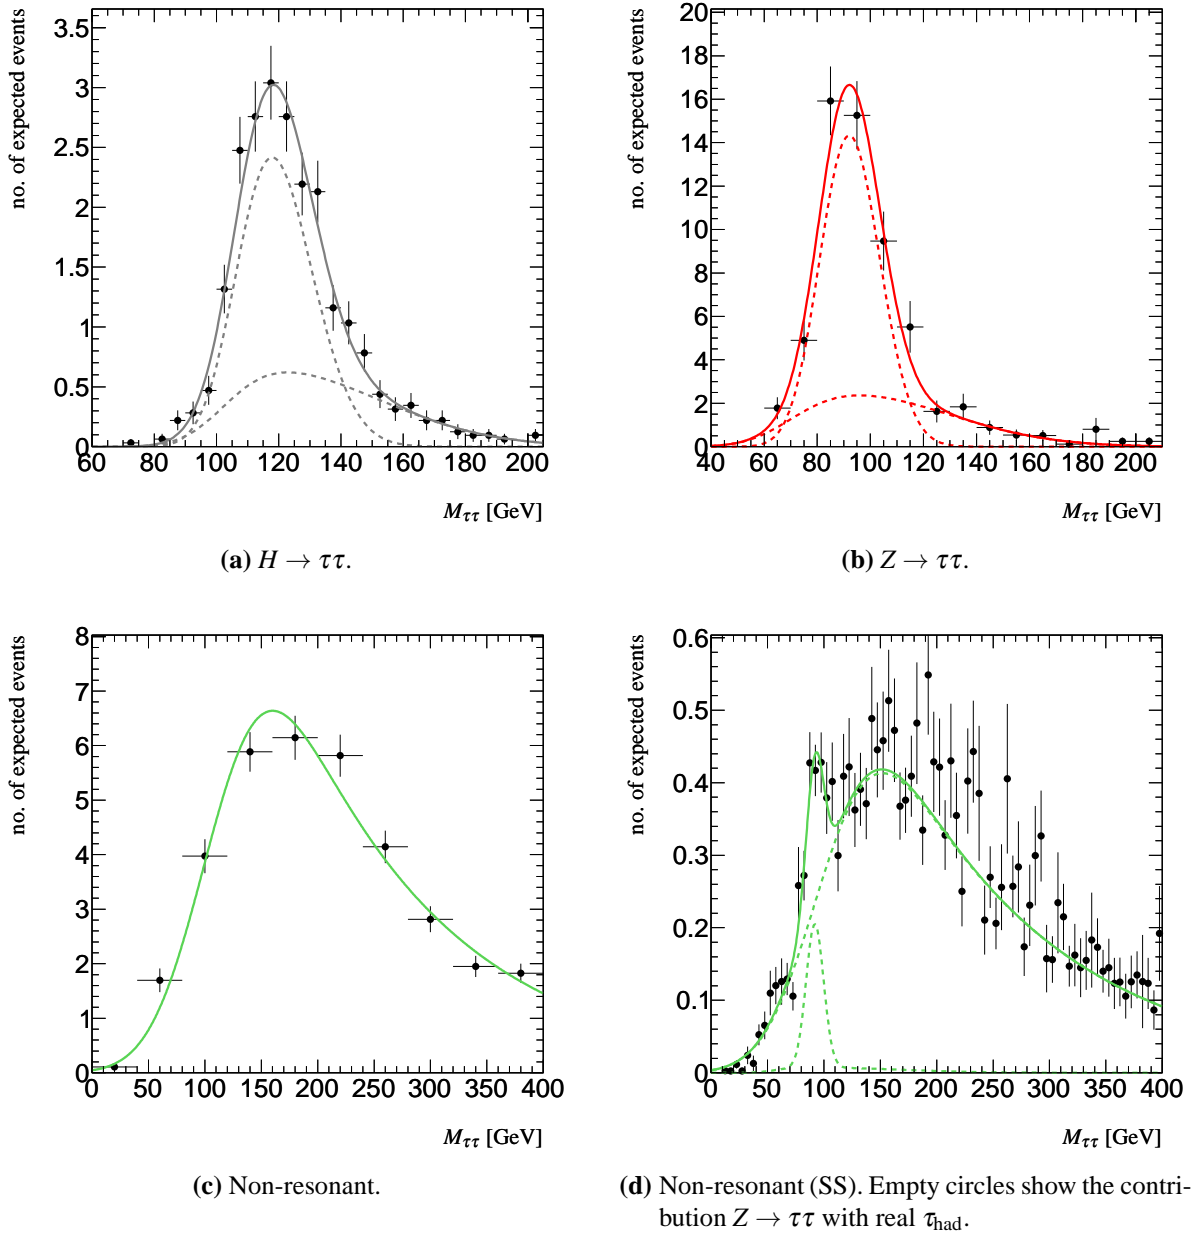 no. of expected events
3.5
3
2.5
2
1.5
1
0.5
0
60 80 100 120 140 160 180 200
Mττ [GeV]
(a) H → ττ.
no. of expected events
20
18
16
14
12
10
8
6
4
2
0
40 60 80 100 120 140 160 180 200
Mττ [GeV]
(b) Z → ττ.
no. of expected events
8
7
6
5
4
3
2
1
0
0 50 100 150 200 250 300 350 400
Mττ [GeV]
(c) Non-resonant.
no. of expected events
0.6
0.5
0.4
0.3
0.2
0.1
0
0 50 100 150 200 250 300 350 400
Mττ [GeV]
(d) Non-resonant (SS). Empty circles show the contri-
bution Z → ττ with real τhad.